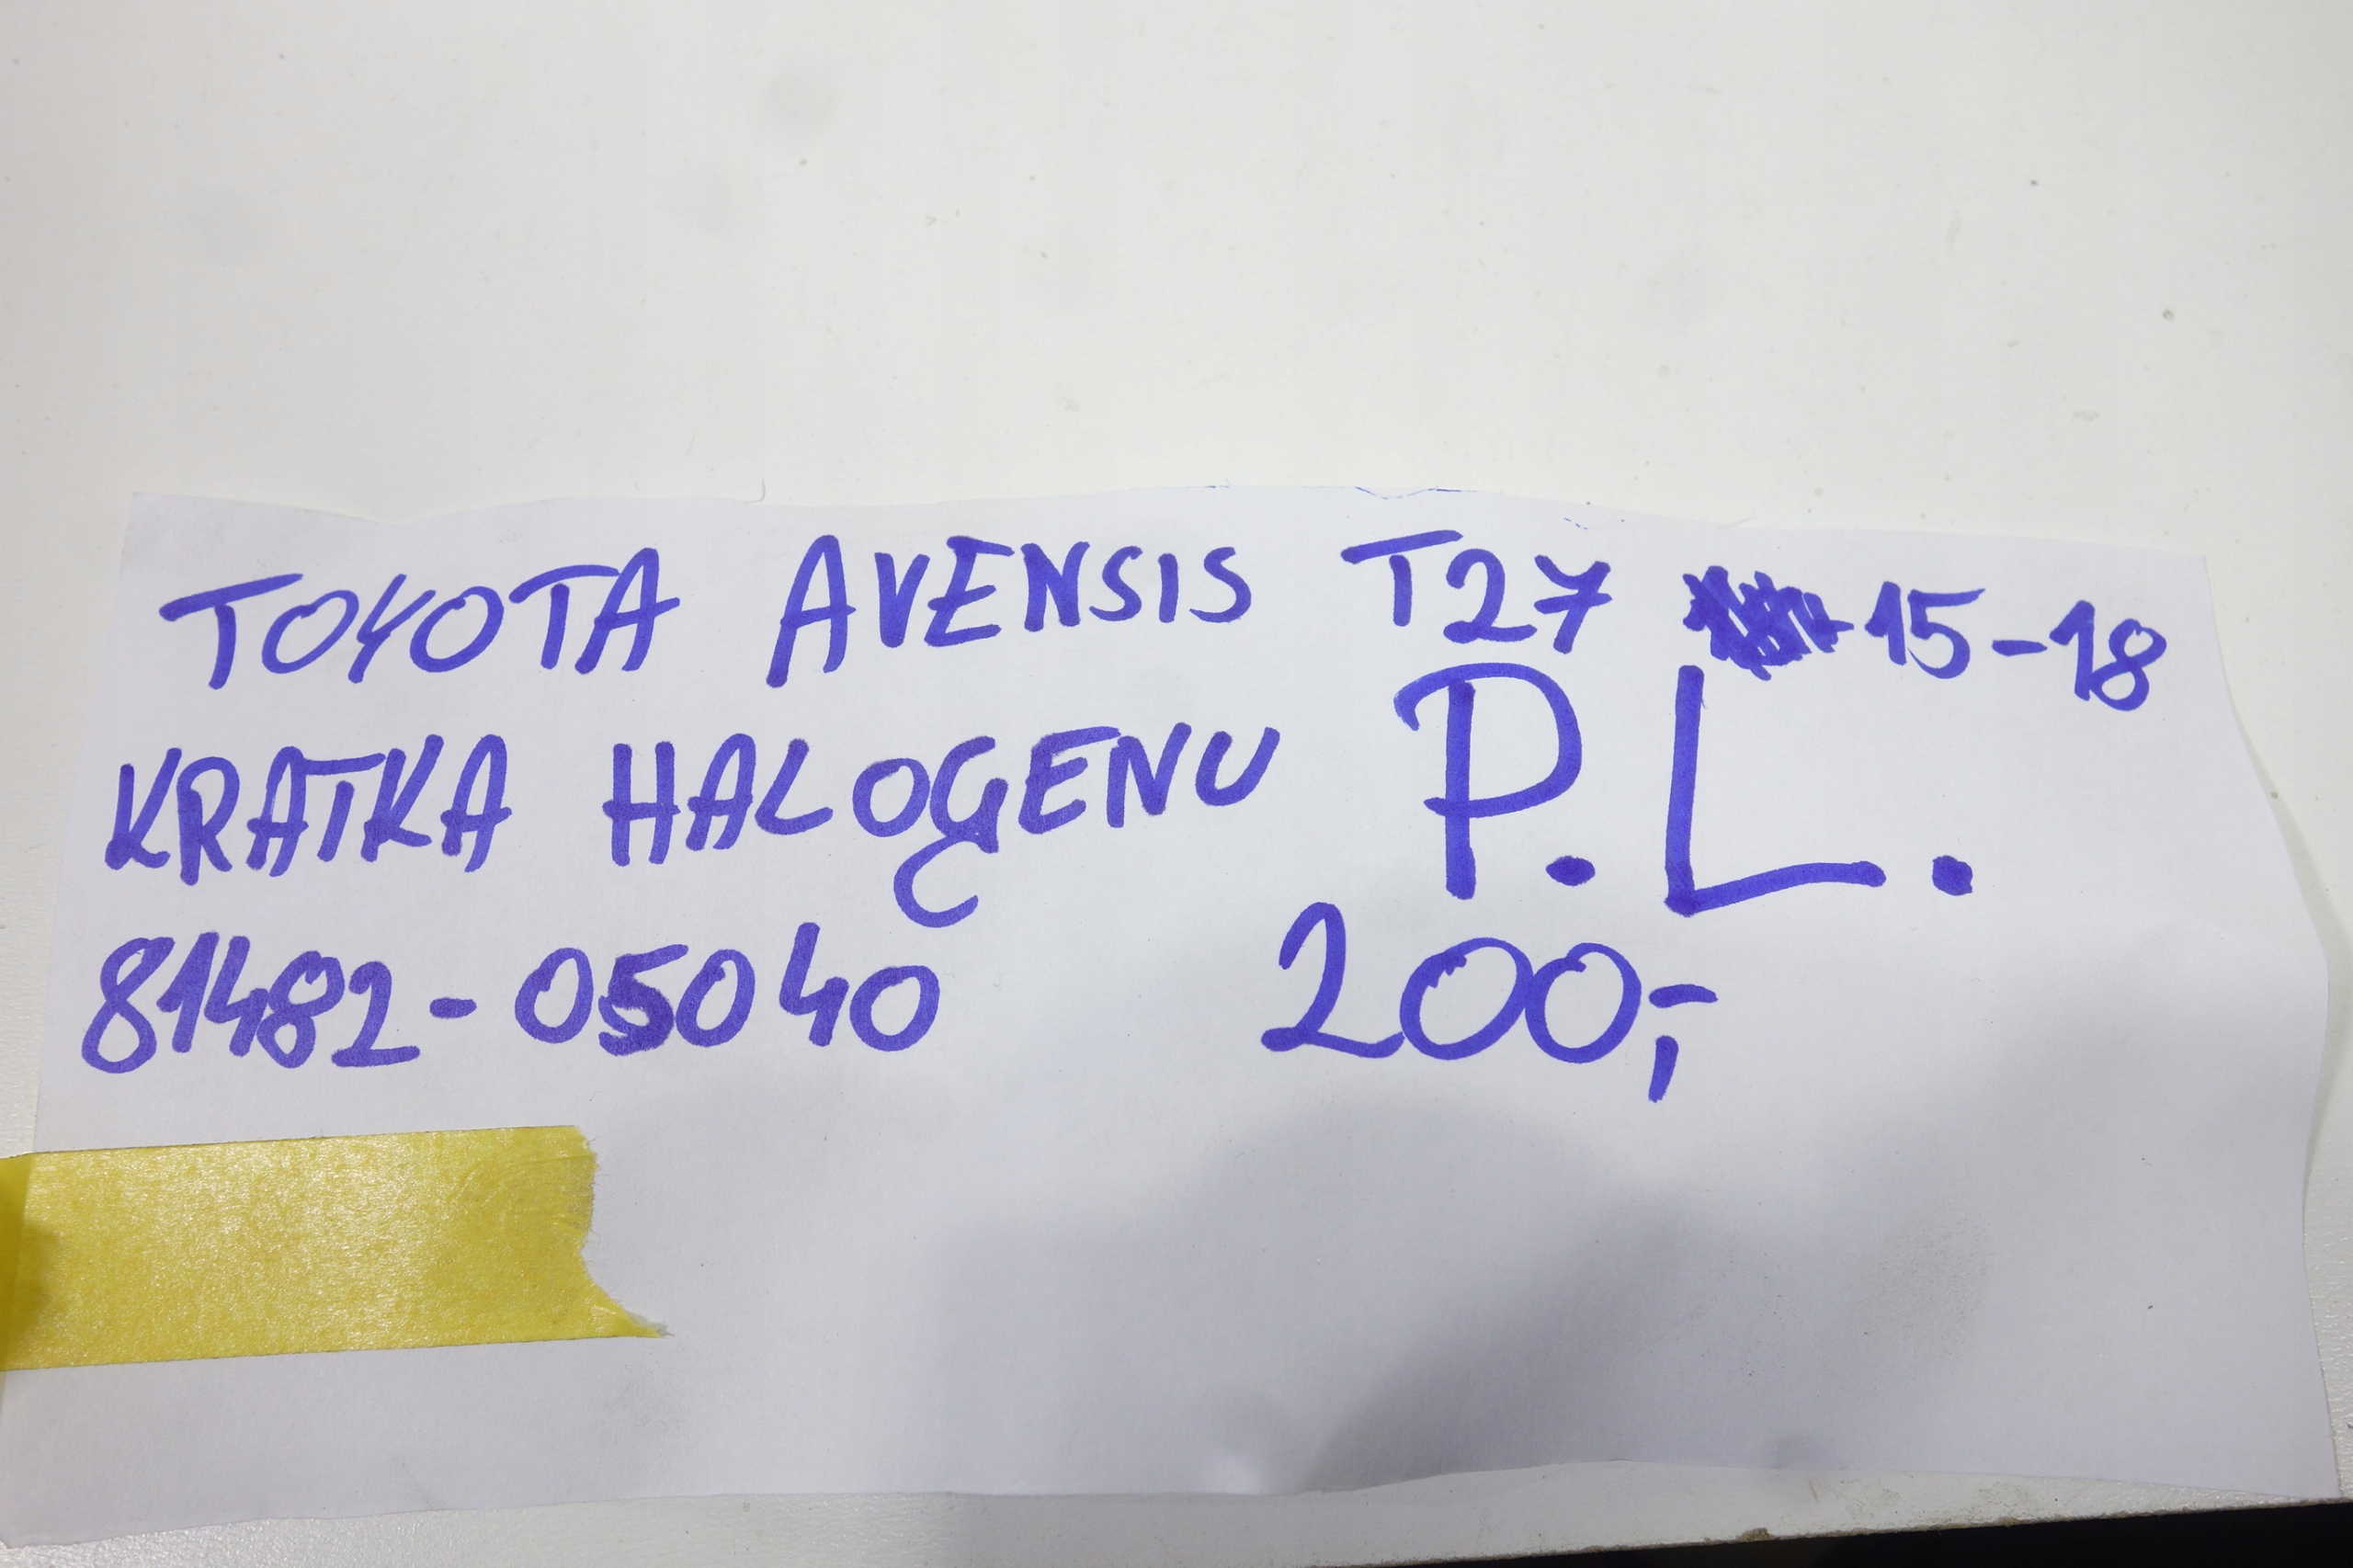 TOYOTA AVENSIS T27 15-18
KRATKA HALOGENU P.L.
81482-05040 200,-